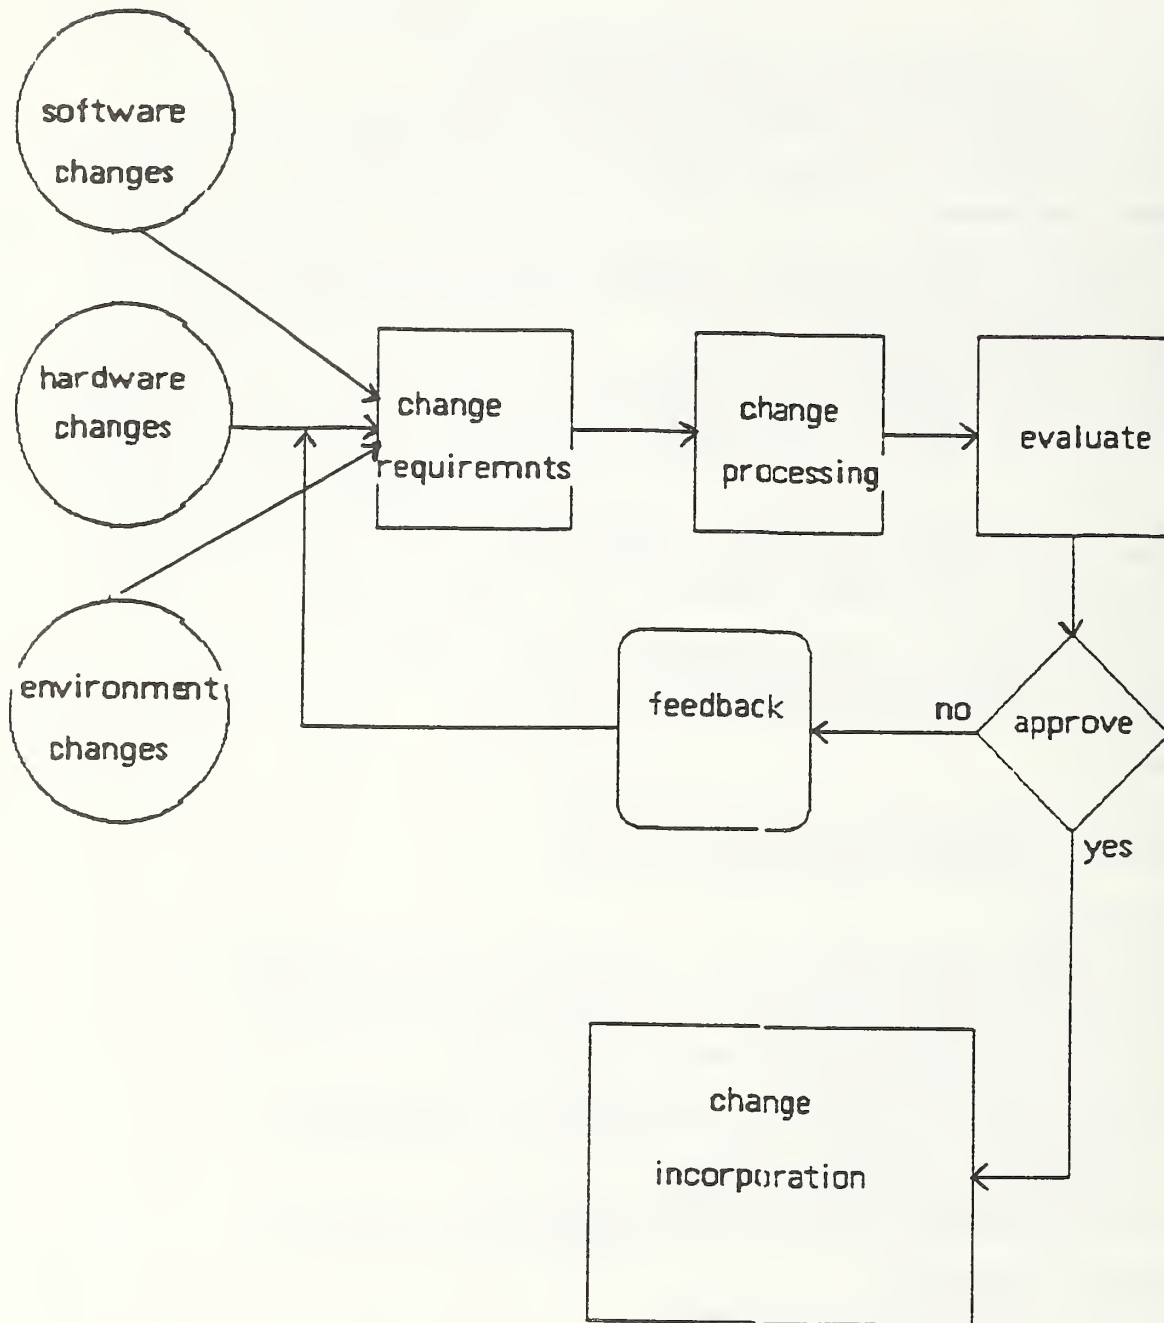 software
changes
hardware
changes
environment
changes
change
requiremnts
change
processing
evaluate
approve
no
feedback
yes
change
incorporation